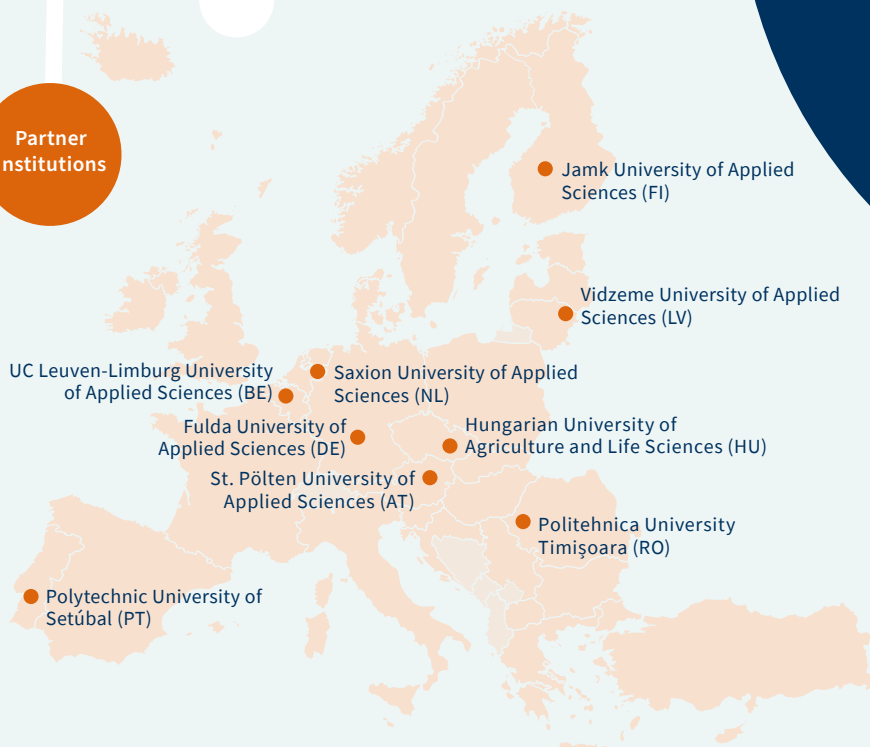 Partner
nstitutions
Jamk University of Applied
Sciences (FI)
Vidzeme University of Applied
Sciences (LV)
UC Leuven-Limburg University
of Applied Sciences (BE)
Saxion University of Applied
Sciences (NL)
Fulda University of
Applied Sciences (DE)
Hungarian University of
Agriculture and Life Sciences (HU)
St. Pölten University of
Applied Sciences (AT)
Politehnica University
Timișoara (RO)
Polytechnic University of
Setúbal (PT)